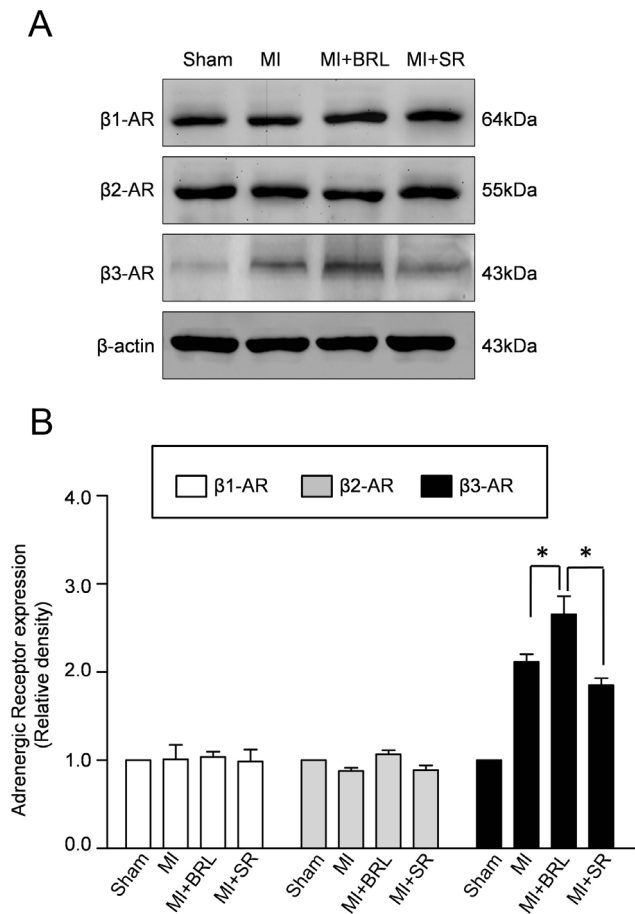 A
Sham MI MI+BRL MI+SR
β1-AR 64kDa
β2-AR 55kDa
β3-AR 43kDa
β-actin 43kDa
B
β1-AR β2-AR β3-AR
Adrenergic Receptor expression
(Relative density)
4.0
3.0
2.0
1.0
0.0
* *
Sham MI MI+BRL MI+SR Sham MI MI+BRL MI+SR Sham MI MI+BRL MI+SR